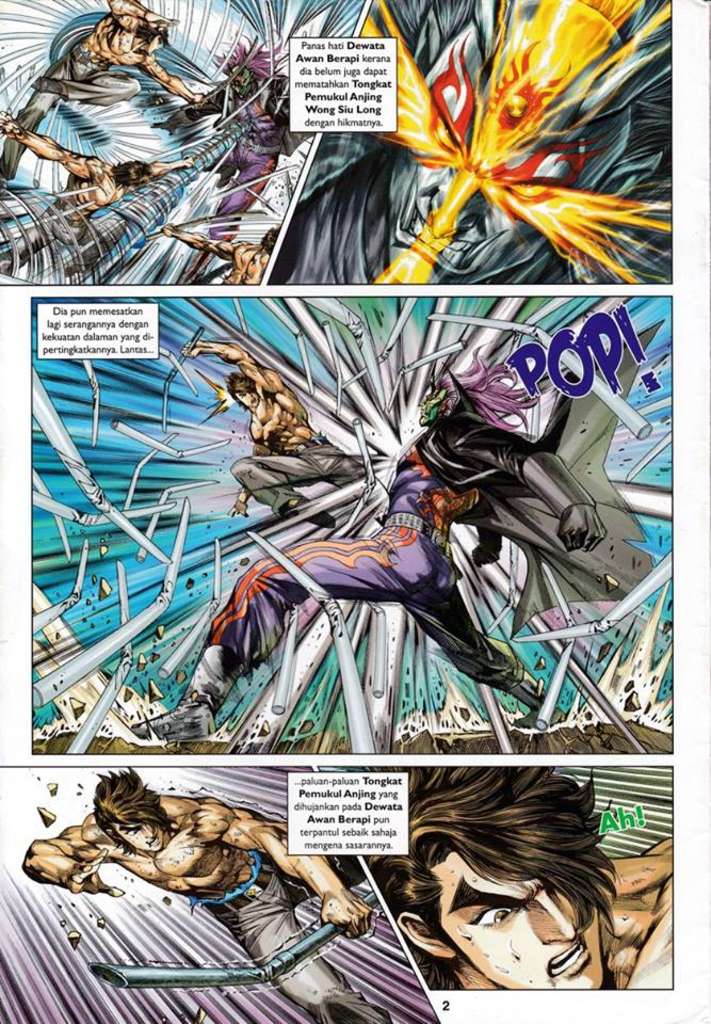 Panas hati Dewata
Awan Berapi kerana
dia belum juga dapat
mematahkan Tongkat
Pemukul Anjing
Wong Siu Long
dengan hikmatnya.
Dia pun memesatkan
lagi serangannya dengan
kekuatan dalaman yang di-
pertingkatkannya. Lantas...
POP!
...paluan-paluan Tongkat
Pemukul Anjing yang
dihujankan pada Dewata
Awan Berapi pun
terpantul sebaik sahaja
mengena sasarannya.
Ah!
2